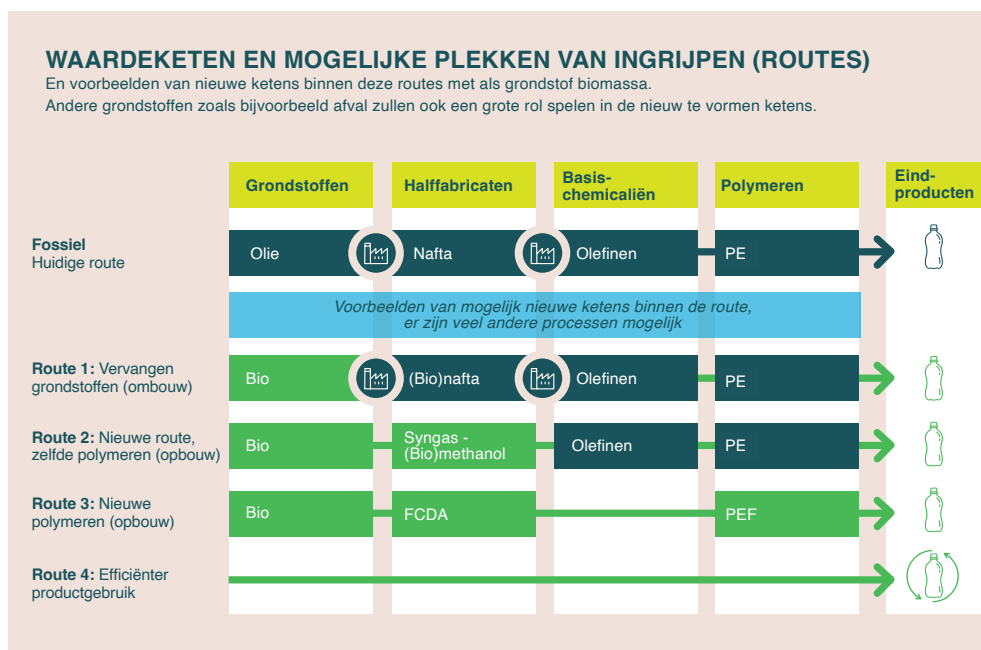 WAARDEKETEN EN MOGELIJKE PLEKKEN VAN INGRIJPEN (ROUTES)
En voorbeelden van nieuwe ketens binnen deze routes met als grondstof biomassa.
Andere grondstoffen zoals bijvoorbeeld afval zullen ook een grote rol spelen in de nieuw te vormen ketens.
Grondstoffen
Halffabricaten
Basis-
chemicaliën
Polymeren
Eind-
producten
Fossiel
Huidige route
Olie
Nafta
Olefinen
PE
Voorbeelden van mogelijk nieuwe ketens binnen de route,
er zijn veel andere processen mogelijk
Route 1: Vervangen
grondstoffen (ombouw)
Bio
(Bio)nafta
Olefinen
PE
Route 2: Nieuwe route,
zelfde polymeren (opbouw)
Bio
Syngas -
(Bio)methanol
Olefinen
PE
Route 3: Nieuwe
polymeren (opbouw)
Bio
FCDA
PEF
Route 4: Efficiënter
productgebruik